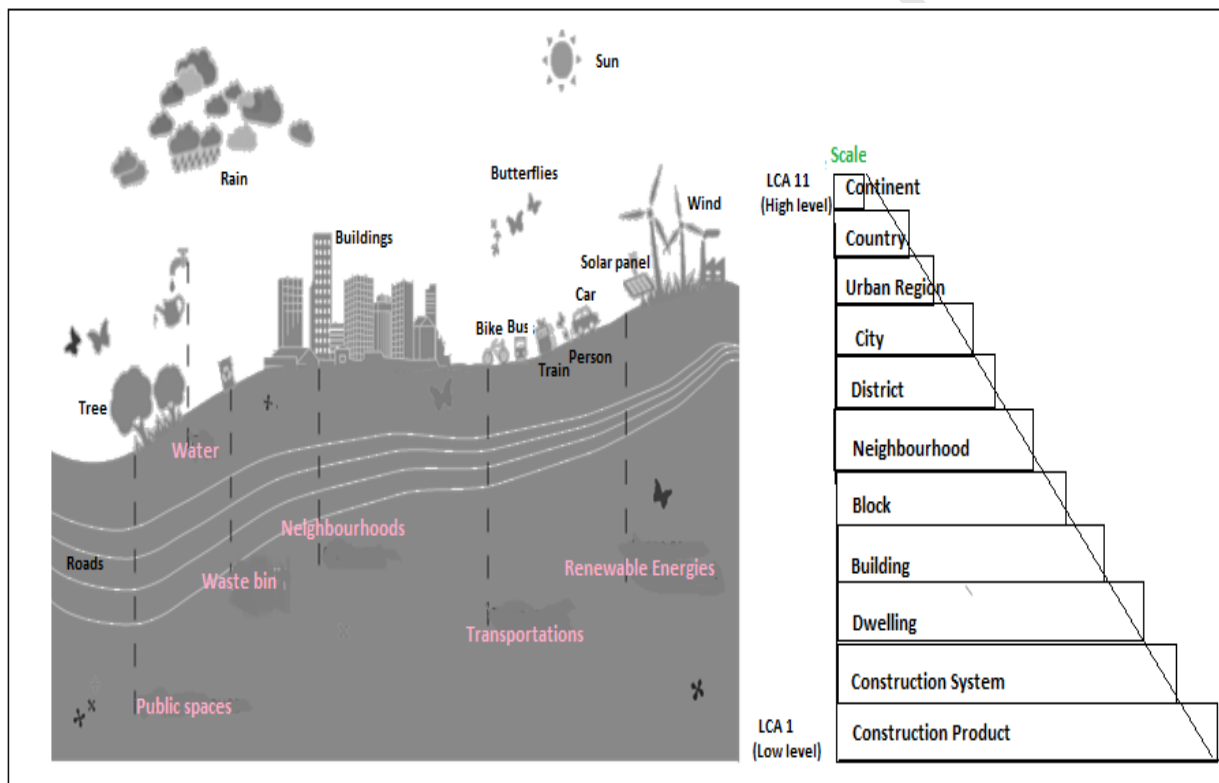 Sun
Rain
Butterflies
Wind
Buildings
Solar panel
Car
Bike
Bus
Train
Person
Tree
Water
Neighbourhoods
Roads
Waste bin
Renewable Energies
Transportations
Public spaces
Scale
LCA 11
(High level)
Continent
Country
Urban Region
City
District
Neighbourhood
Block
Building
Dwelling
Construction System
LCA 1
(Low level)
Construction Product